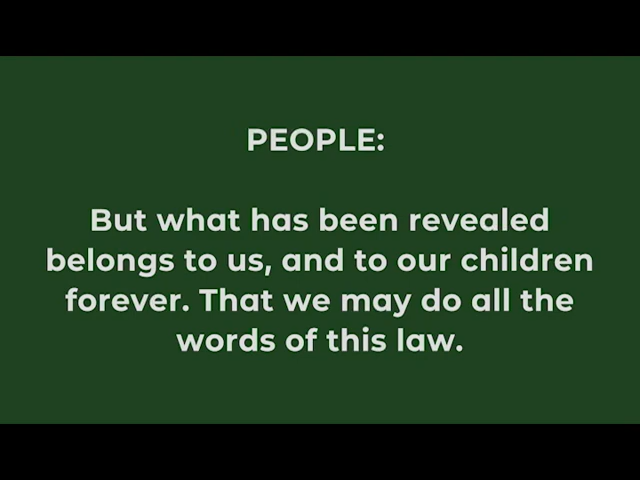 PEOPLE:
But what has been revealed
belongs to us, and to our children
forever. That we may do all the
words of this law.